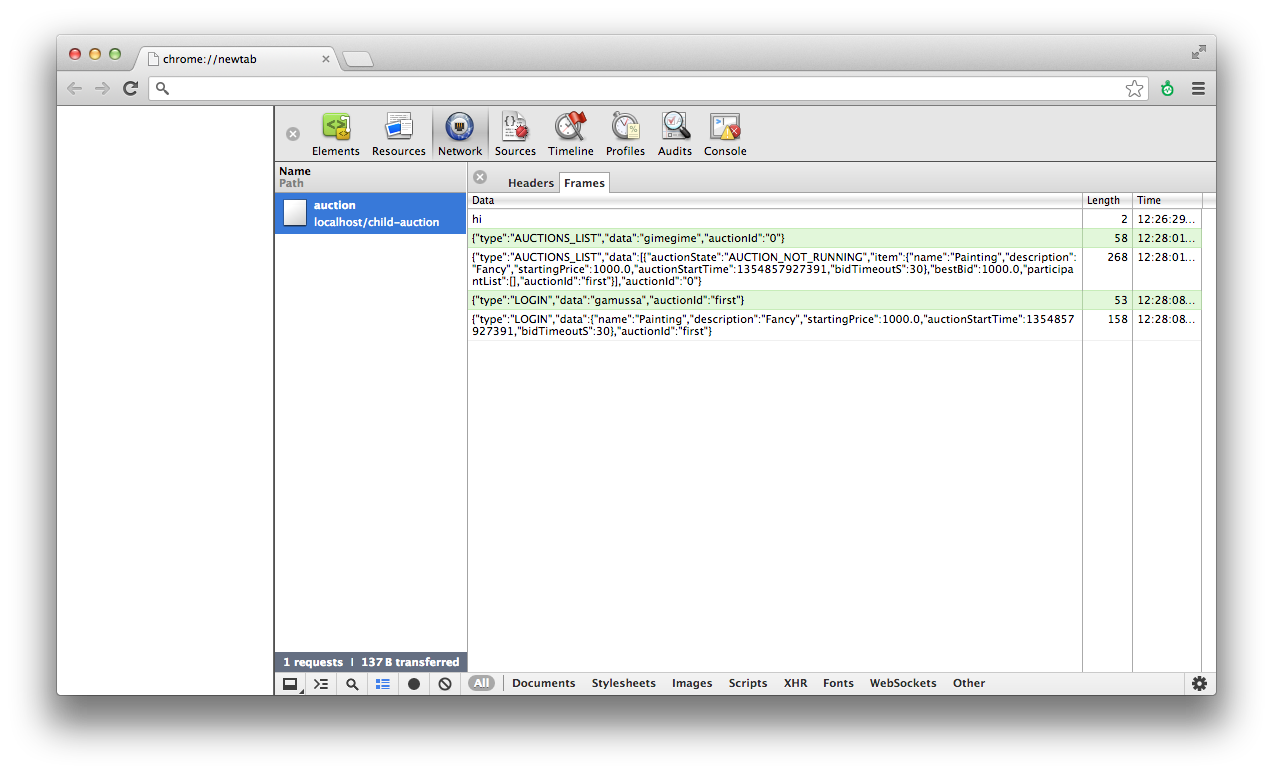 chrome://newtab
Elements Resources Network Sources Timeline Profiles Audits Console
Name
Path
Headers Frames
auction
localhost/child-auction
Data Length Time
hi 2 12:26:29...
{"type":"AUCTIONS_LIST","data":"gimegime","auctionId":"0"} 58 12:28:01...
{"type":"AUCTIONS_LIST","data":[{"auctionState":"AUCTION_NOT_RUNNING","item":{"name":"Painting","description": 268 12:28:01...
"Fancy","startingPrice":1000.0,"auctionStartTime":1354857927391,"bidTimeoutS":30},"bestBid":1000.0,"participa
ntList":[],"auctionId":"first"}],"auctionId":"0"}
{"type":"LOGIN","data":"gamussa","auctionId":"first"} 53 12:28:08...
{"type":"LOGIN","data":{"name":"Painting","description":"Fancy","startingPrice":1000.0,"auctionStartTime":1354857 158 12:28:08...
927391,"bidTimeoutS":30},"auctionId":"first"}
1 requests | 137 B transferred
All Documents Stylesheets Images Scripts XHR Fonts WebSockets Other